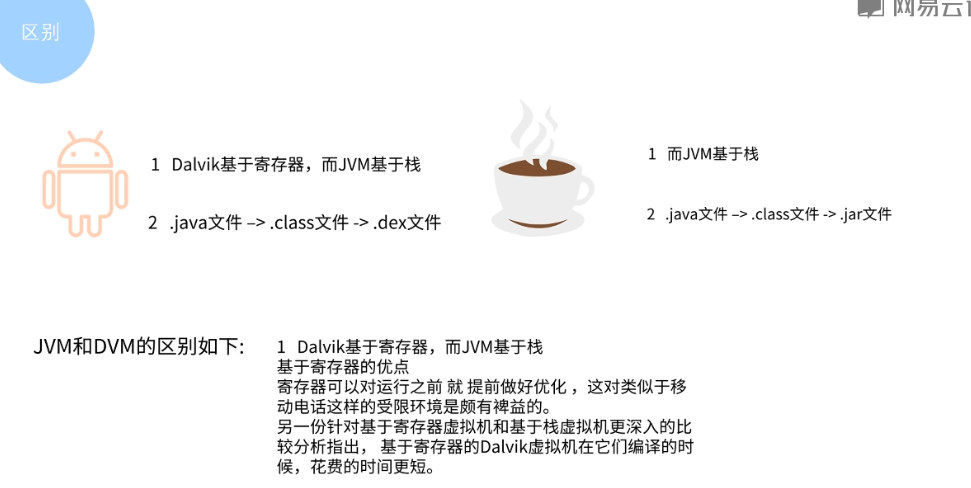 区别
网易云
1 Dalvik基于寄存器，而JVM基于栈
2 .java文件 –> .class文件 -> .dex文件
1 而JVM基于栈
2 .java文件 –> .class文件 -> .jar文件
JVM和DVM的区别如下:
1 Dalvik基于寄存器，而JVM基于栈
基于寄存器的优点
寄存器可以对运行之前 就 提前做好优化 ，这对类似于移
动电话这样的受限环境是颇有裨益的。
另一份针对基于寄存器虚拟机和基于栈虚拟机更深入的比
较分析指出， 基于寄存器的Dalvik虚拟机在它们编译的时
候，花费的时间更短。